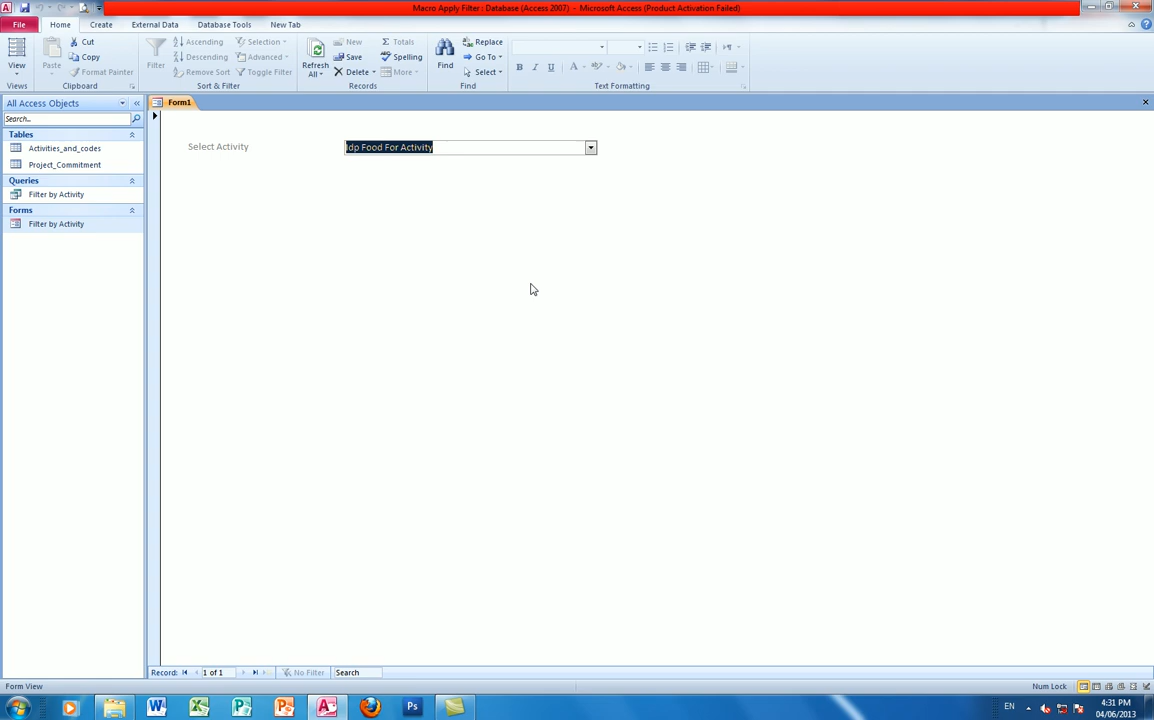 Macro Apply Filter : Database (Access 2007) - Microsoft Access (Product Activation Failed)
File Home Create External Data Database Tools New Tab
View
Views
Paste
Cut
Copy
Format Painter
Clipboard
Filter
Ascending
Descending
Remove Sort
Selection
Advanced
Toggle Filter
Sort & Filter
Refresh All
New
Save
Delete
Totals
Spelling
More
Records
Find
Replace
Go To
Select
Find
B I U
A
Text Formatting
All Access Objects
Search...
Tables
Activities_and_codes
Project_Commitment
Queries
Filter by Activity
Forms
Filter by Activity
Form1
Select Activity
Idp Food For Activity
Record: 1 of 1 No Filter Search
Form View
Num Lock
EN
4:31 PM
04/06/2013